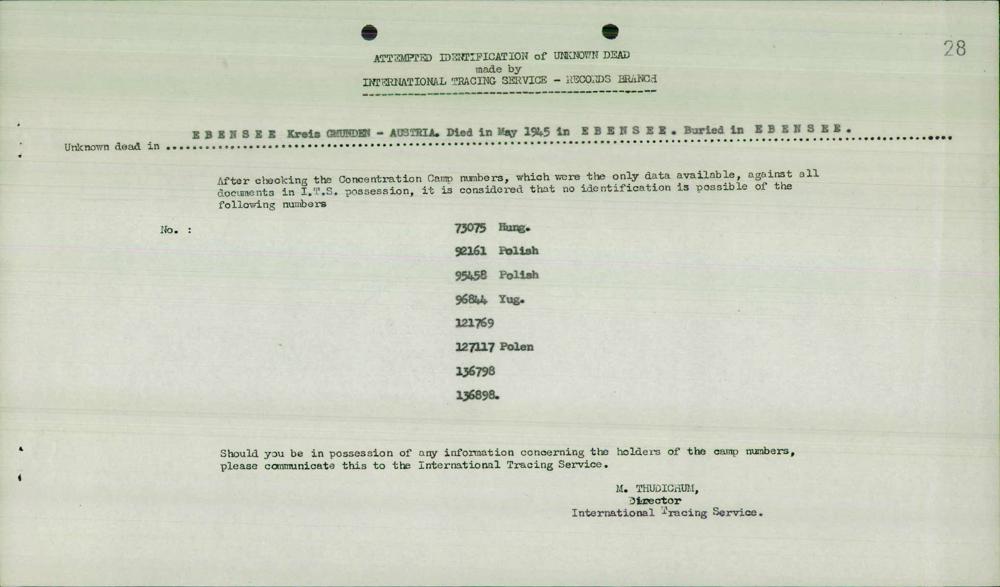 28
ATTEMPTED IDENTIFICATION of UNKNOWN DEAD
made by
INTERNATIONAL TRACING SERVICE - RECORDS BRANCH
E B E N S E E Kreis GMUNDEN - AUSTRIA. Died in May 1945 in E B E N S E E . Buried in E B E N S E E .
Unknown dead in ........................................................................
After checking the Concentration Camp numbers, which were the only data available, against all
documents in I.T.S. possession, it is considered that no identification is possible of the
following numbers
No. : 73075 Hung.
92161 Polish
95458 Polish
96844 Yug.
121769
127117 Polen
136798
136898.
Should you be in possession of any information concerning the holders of the camp numbers,
please communicate this to the International Tracing Service.
M. THUDICHUM,
Director
International Tracing Service.